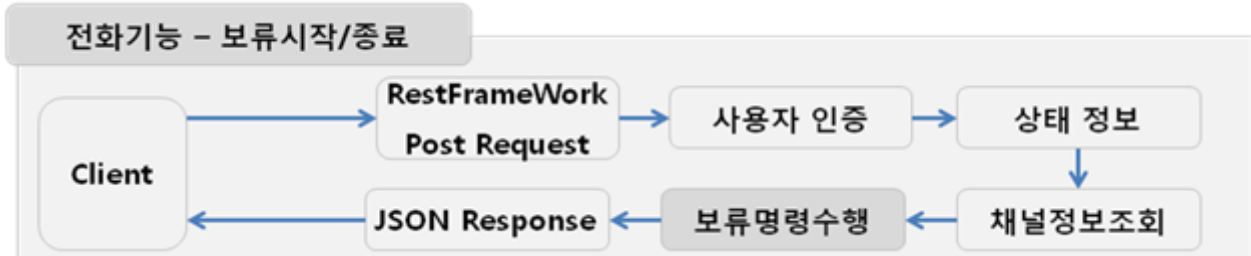 전화기능 – 보류시작/종료
Client
RestFrameWork
Post Request
사용자 인증
상태 정보
JSON Response
보류명령수행
채널정보조회